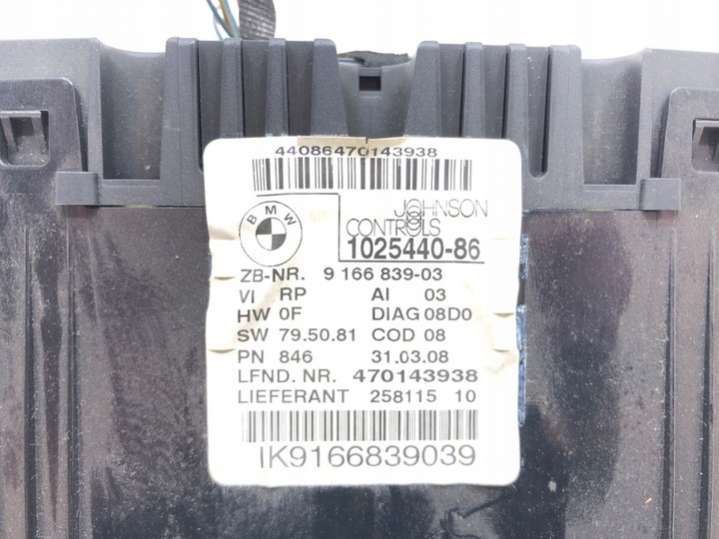 44086470143938
BMW
JOHNSON
CONTROLS
1025440-86
ZB-NR. 9 166 839-03
VI RP AI 03
HW 0F DIAG 08D0
SW 79.50.81 COD 08
PN 846 31.03.08
LFND. NR. 470143938
LIEFERANT 258115 10
IK9166839039